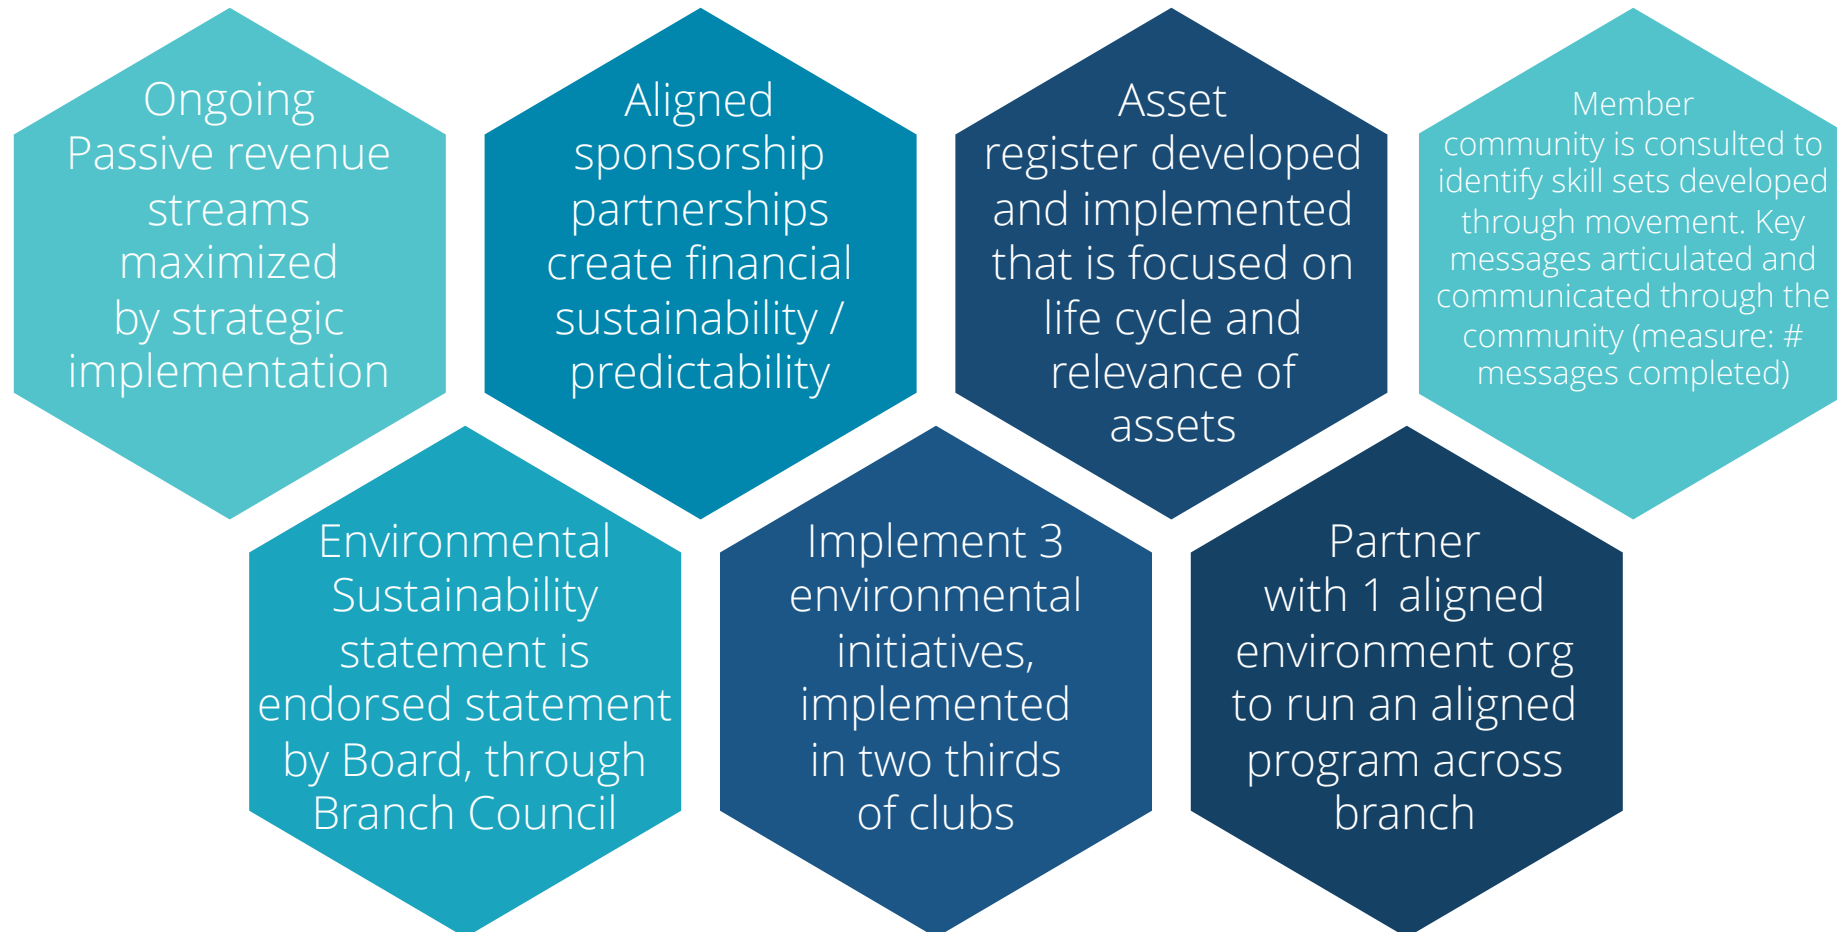 Ongoing
Passive revenue
streams
maximized
by strategic
implementation
Aligned
sponsorship
partnerships
create financial
sustainability /
predictability
Asset
register developed
and implemented
that is focused on
life cycle and
relevance of
assets
Member
community is consulted to
identify skill sets developed
through movement. Key
messages articulated and
communicated through the
community (measure: #
messages completed)
Environmental
Sustainability
statement is
endorsed statement
by Board, through
Branch Council
Implement 3
environmental
initiatives,
implemented
in two thirds
of clubs
Partner
with 1 aligned
environment org
to run an aligned
program across
branch